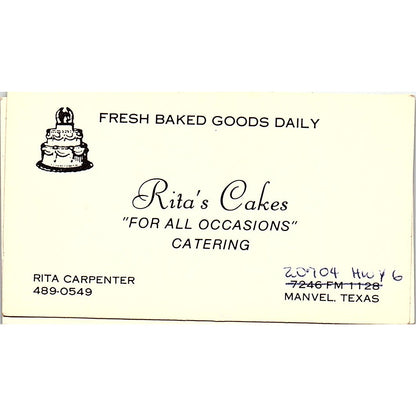 FRESH BAKED GOODS DAILY
Rita's Cakes
"FOR ALL OCCASIONS"
CATERING
RITA CARPENTER
489-0549
20704 Hwy 6
7246 FM 1128
MANVEL, TEXAS